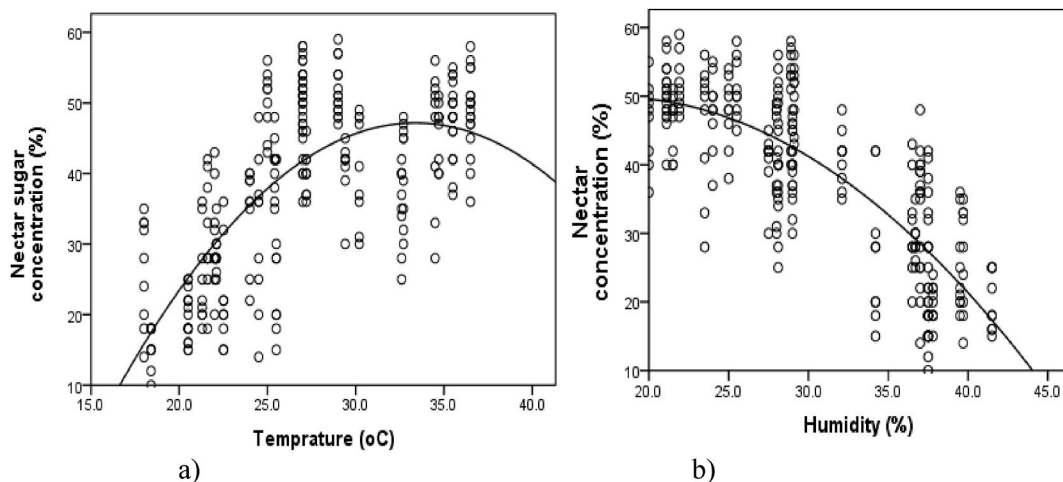 Nectar sugar
concentration (%)
60
50
40
30
20
10
15.0 20.0 25.0 30.0 35.0 40.0
Temprature (oC)
a)
Nectar
concentration (%)
60
50
40
30
20
10
20.0 25.0 30.0 35.0 40.0 45.0
Humidity (%)
b)